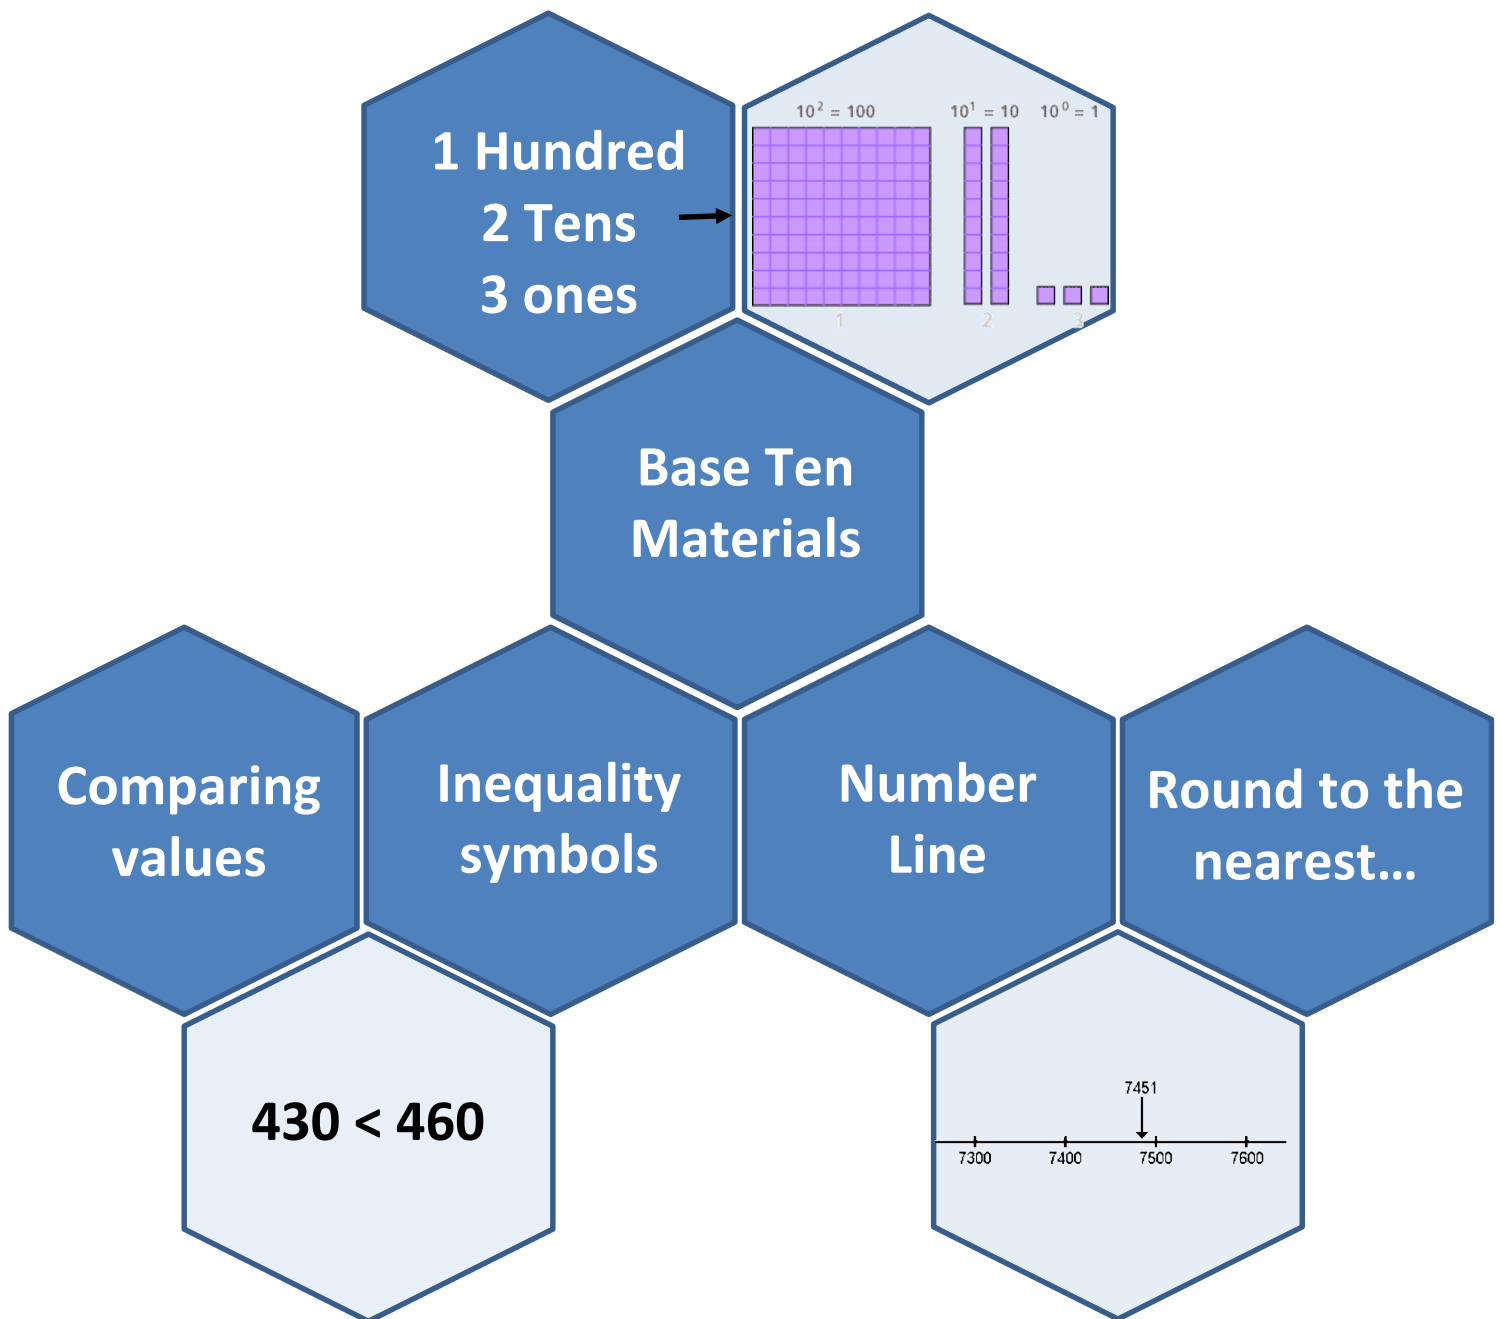 1 Hundred
2 Tens
3 ones
10² = 100
10¹ = 10
10⁰ = 1
1
2
3
Base Ten
Materials
Comparing
values
Inequality
symbols
Number
Line
Round to the
nearest...
430 < 460
7451
7300 7400 7500 7600